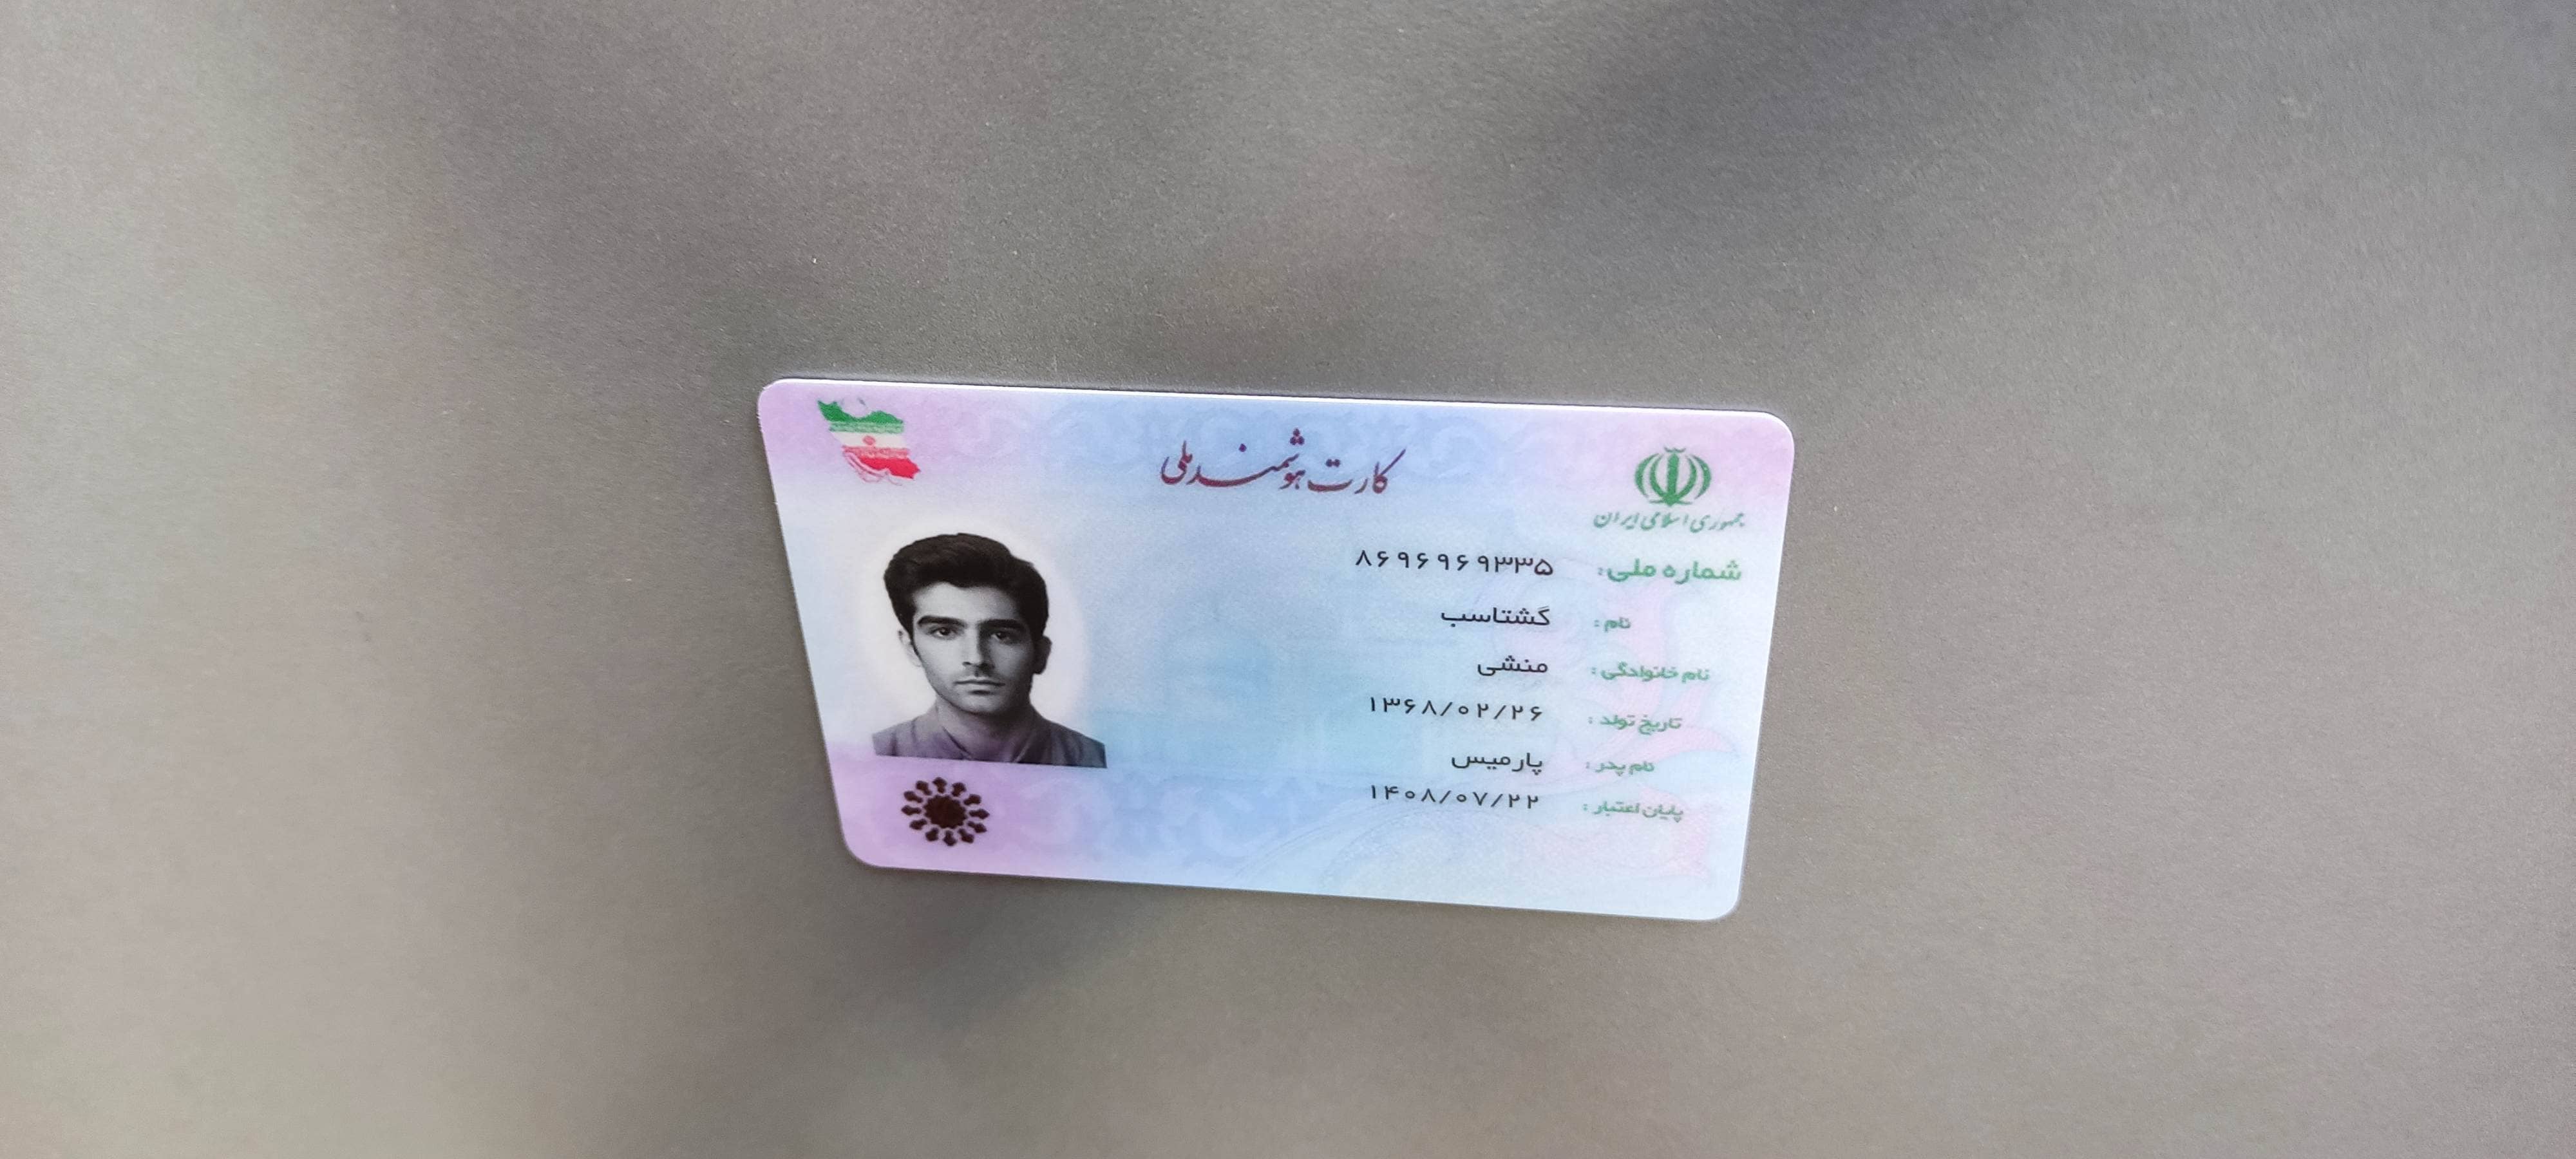 کارت هوشمند ملی
جمهوری اسلامی ایران
شماره ملی: ۸۶۹۶۹۶۹۳۳۵
نام : گشتاسب
نام خانوادگی : منشی
تاریخ تولد : ۱۳۶۸/۰۲/۲۶
نام پدر : پارمیس
پایان اعتبار : ۱۴۰۸/۰۷/۲۲